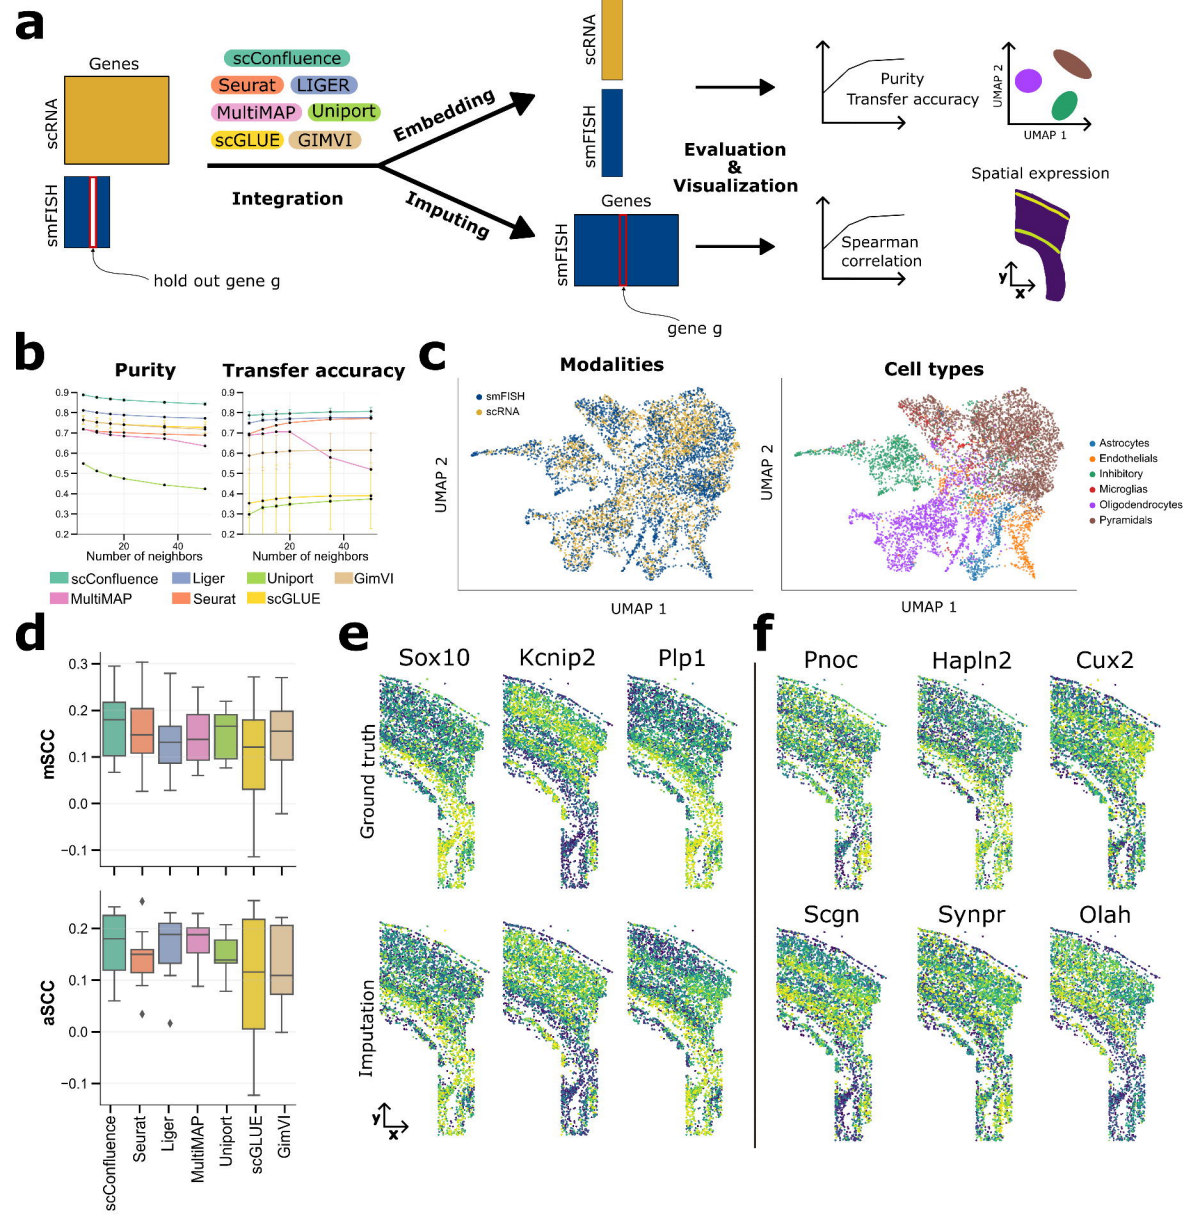 a
Genes
scRNA
smFISH
hold out gene g
scConfluence
Seurat LIGER
MultiMAP Uniport
scGLUE GIMVI
Integration
Embedding
Imputing
scRNA
smFISH
Genes
smFISH
gene g
Evaluation
&
Visualization
Purity
Transfer accuracy
UMAP 2
UMAP 1
Spearman
correlation
Spatial expression
y
x
b
Purity
0.9
0.8
0.7
0.6
0.5
0.4
0.3
0.2
20 40
Number of neighbors
Transfer accuracy
0.9
0.8
0.7
0.6
0.5
0.4
0.3
0.2
20 40
Number of neighbors
scConfluence Liger Uniport GimVI
MultiMAP Seurat scGLUE
c
Modalities
smFISH
scRNA
UMAP 2
UMAP 1
Cell types
UMAP 2
UMAP 1
Astrocytes
Endothelials
Inhibitory
Microglias
Oligodendrocytes
Pyramidals
d
mSCC
0.3
0.2
0.1
0.0
−0.1
aSCC
0.2
0.1
0.0
−0.1
scConfluence
Seurat
Liger
MultiMAP
Uniport
scGLUE
GimVI
e
Sox10 Kcnip2 Plp1
Ground truth
Imputation
y
x
f
Pnoc Hapln2 Cux2
Scgn Synpr Olah